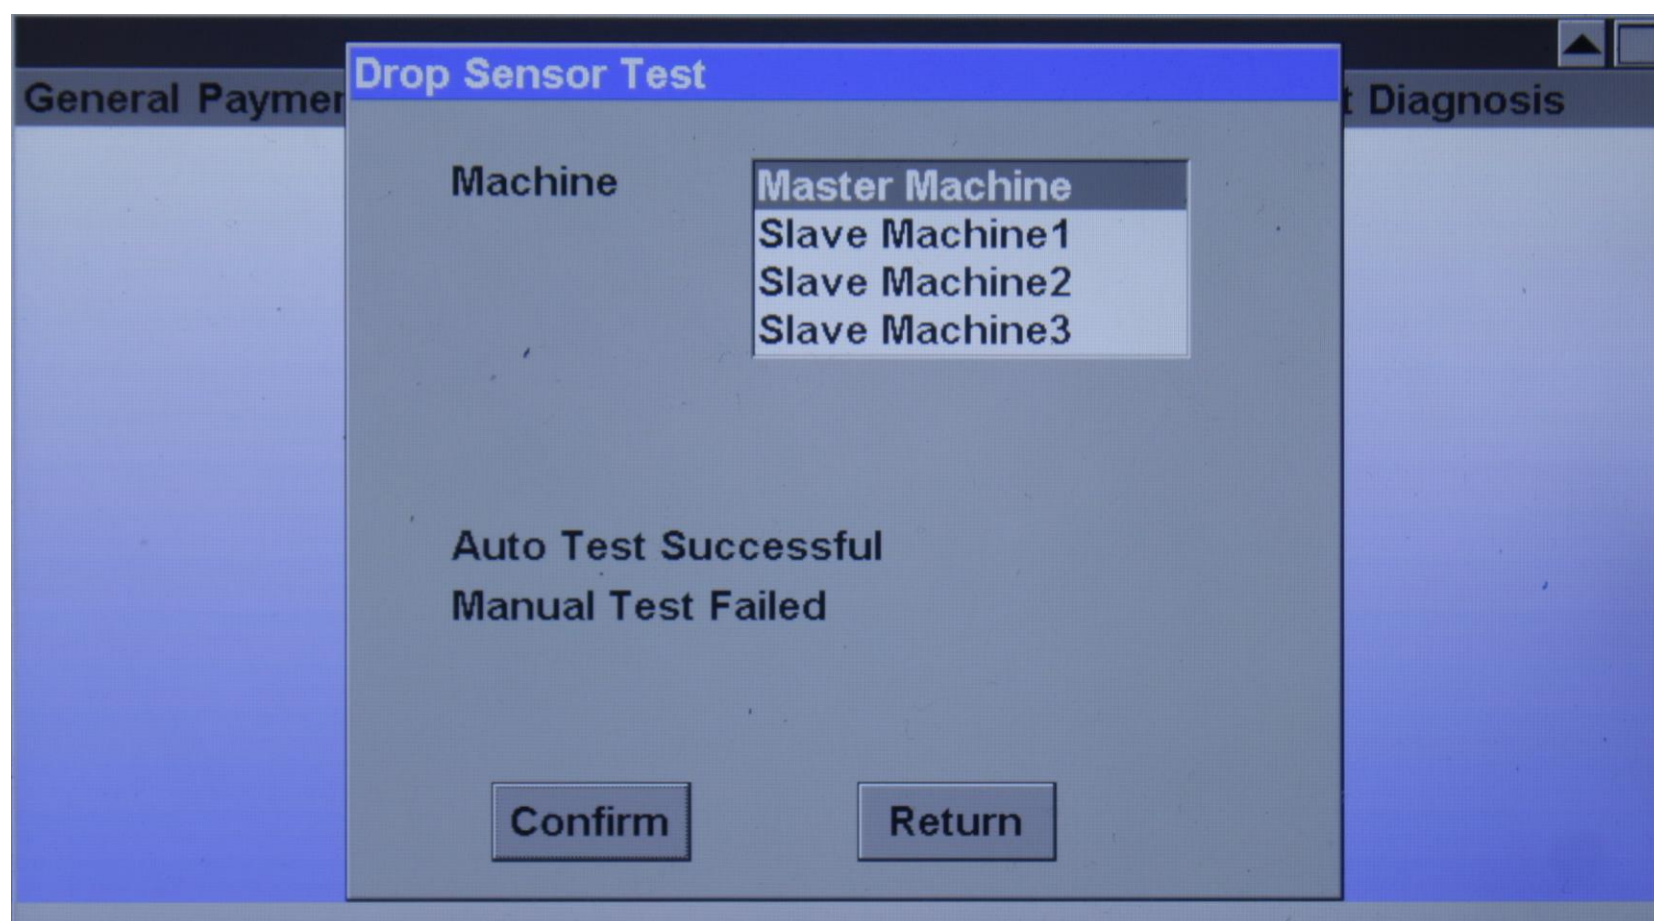 Drop Sensor Test
General Paymen
t Diagnosis
Machine
Master Machine
Slave Machine1
Slave Machine2
Slave Machine3
Auto Test Successful
Manual Test Failed
Confirm
Return